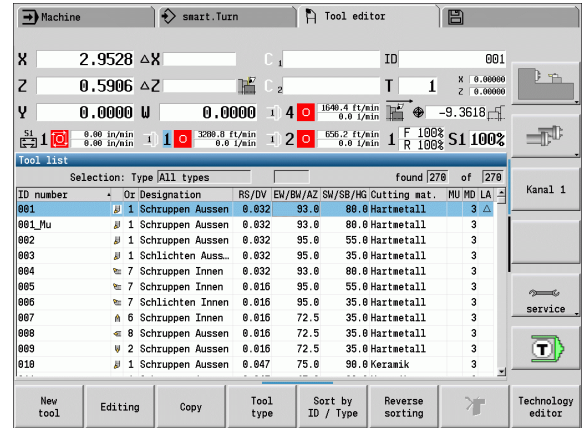 Machine smart.Turn Tool editor
X 2.9528 △X C 1 ID 001
Z 0.5906 △Z 2 T 1 X 0.00000
Z 0.00000
Y 0.0000 W 0.0000 4 0 1640.4 ft/min
0.0 1/min -9.3618
S1 1 0 0.00 in/min
0.00 in/min 1 0 3280.8 ft/min
0.0 1/min 2 0 656.2 ft/min
0.0 1/min 1 F 100%
R 100% S1 100%
Tool list
Selection: Type All types found 270 of 270
ID number Or Designation RS/DV EW/BW/AZ SW/SB/HG Cutting mat. MU MD LA
001 1 Schruppen Aussen 0.032 93.0 80.0 Hartmetall 3 △
001_Mu 1 Schruppen Aussen 0.032 93.0 80.0 Hartmetall 3
002 1 Schruppen Aussen 0.032 95.0 55.0 Hartmetall 3
003 1 Schlichten Auss… 0.032 95.0 35.0 Hartmetall 3
004 7 Schruppen Innen 0.032 93.0 80.0 Hartmetall 3
005 7 Schruppen Innen 0.016 95.0 55.0 Hartmetall 3
006 7 Schlichten Innen 0.016 95.0 35.0 Hartmetall 3
007 6 Schruppen Innen 0.016 72.5 35.0 Hartmetall 3
008 8 Schruppen Aussen 0.016 72.5 35.0 Hartmetall 3
009 2 Schruppen Aussen 0.016 72.5 35.0 Hartmetall 3
010 1 Schruppen Aussen 0.047 75.0 90.0 Keramik 3
Kanal 1
service
T
New
tool
Editing
Copy
Tool
type
Sort by
ID / Type
Reverse
sorting
Technology
editor